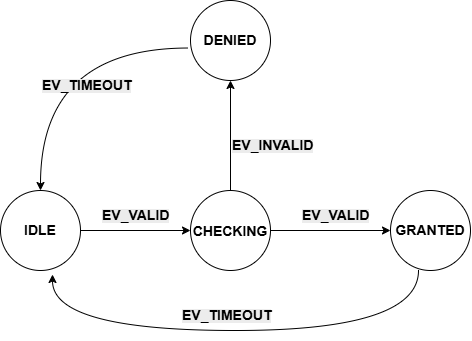 DENIED
EV_TIMEOUT
EV_INVALID
IDLE
EV_VALID
CHECKING
EV_VALID
GRANTED
EV_TIMEOUT